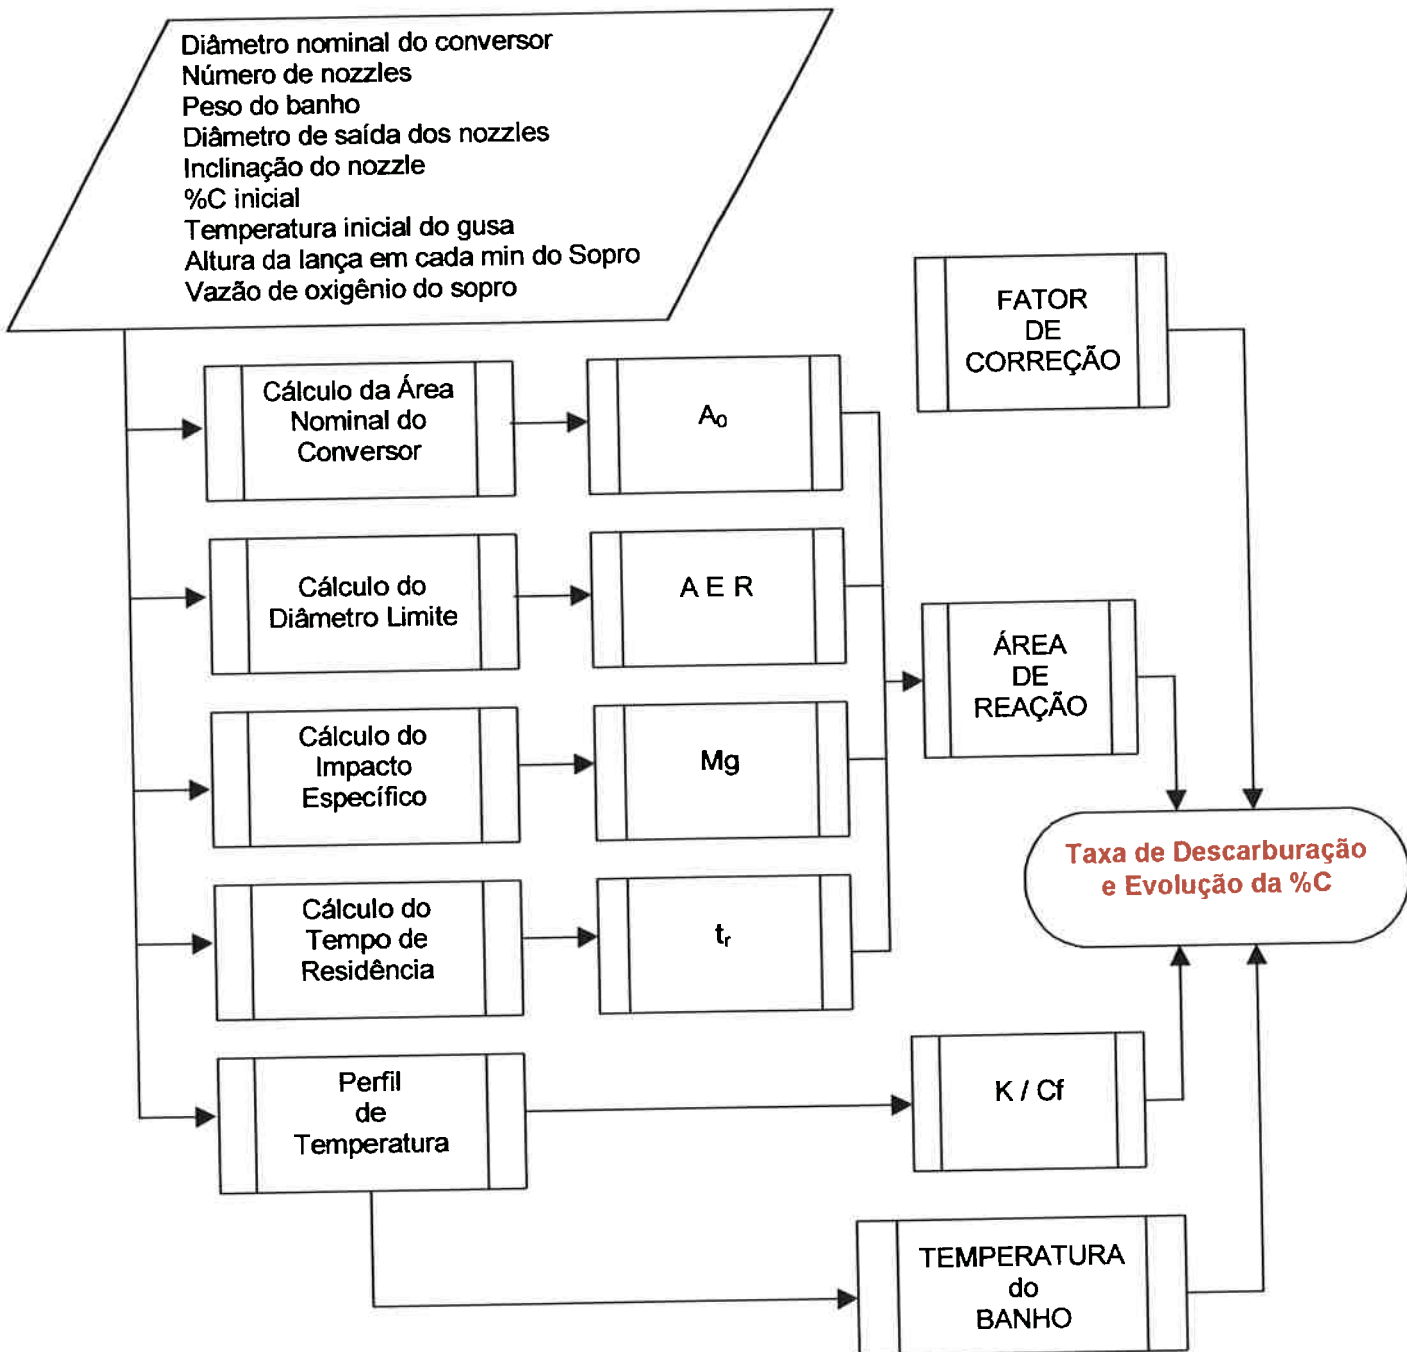 Diâmetro nominal do conversor
Número de nozzles
Peso do banho
Diâmetro de saída dos nozzles
Inclinação do nozzle
%C inicial
Temperatura inicial do gusa
Altura da lança em cada min do Sopro
Vazão de oxigênio do sopro
FATOR
DE
CORREÇÃO
Cálculo da Área
Nominal do
Conversor
A₀
Cálculo do
Diâmetro Limite
A E R
ÁREA
DE
REAÇÃO
Cálculo do
Impacto
Específico
Mg
Taxa de Descarburação
e Evolução da %C
Cálculo do
Tempo de
Residência
tᵣ
Perfil
de
Temperatura
K / Cf
TEMPERATURA
do
BANHO